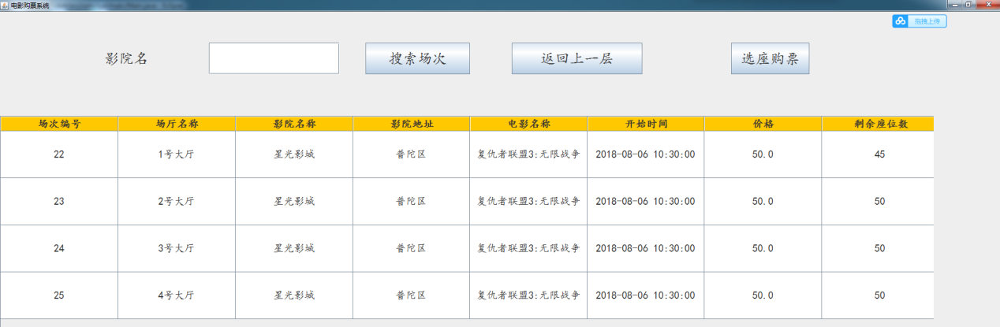 电影购票系统
拖拽上传
影院名 搜索场次 返回上一层 选座购票
场次编号 场厅名称 影院名称 影院地址 电影名称 开始时间 价格 剩余座位数
22 1号大厅 星光影城 普陀区 复仇者联盟3:无限战争 2018-08-06 10:30:00 50.0 45
23 2号大厅 星光影城 普陀区 复仇者联盟3:无限战争 2018-08-06 10:30:00 50.0 50
24 3号大厅 星光影城 普陀区 复仇者联盟3:无限战争 2018-08-06 10:30:00 50.0 50
25 4号大厅 星光影城 普陀区 复仇者联盟3:无限战争 2018-08-06 10:30:00 50.0 50